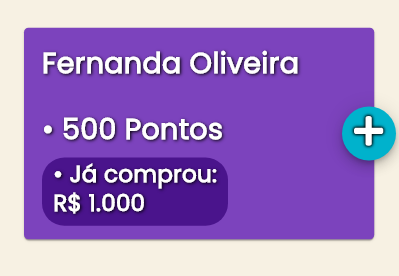 Fernanda Oliveira
• 500 Pontos
+
• Já comprou:
R$ 1.000